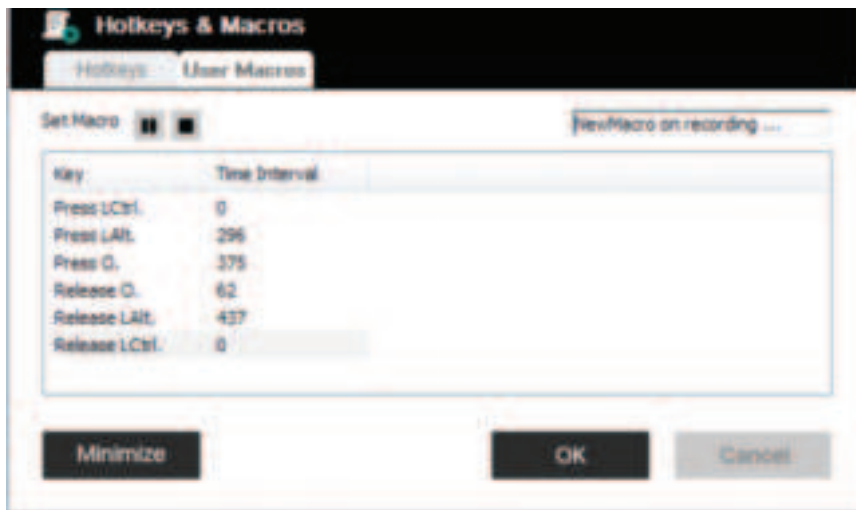 Hotkeys & Macros
Hotkeys User Macros
Set Macro NewMacro on recording ...
Key Time Interval
Press LCtrl. 0
Press LAlt. 296
Press O. 375
Release O. 62
Release LAlt. 437
Release LCtrl. 0
Minimize OK Cancel